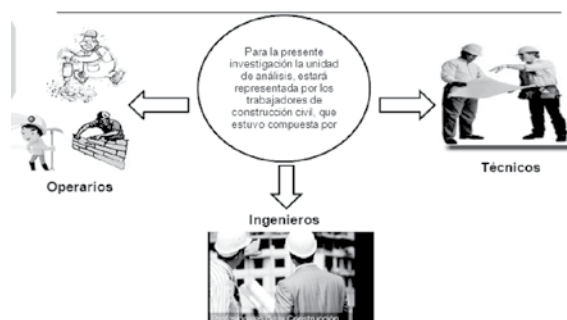 Para la presente
investigación la unidad
de análisis, estará
representada por los
trabajadores de
construcción civil, que
estuvo compuesta por
Operarios
Técnicos
Ingenieros
Construcción